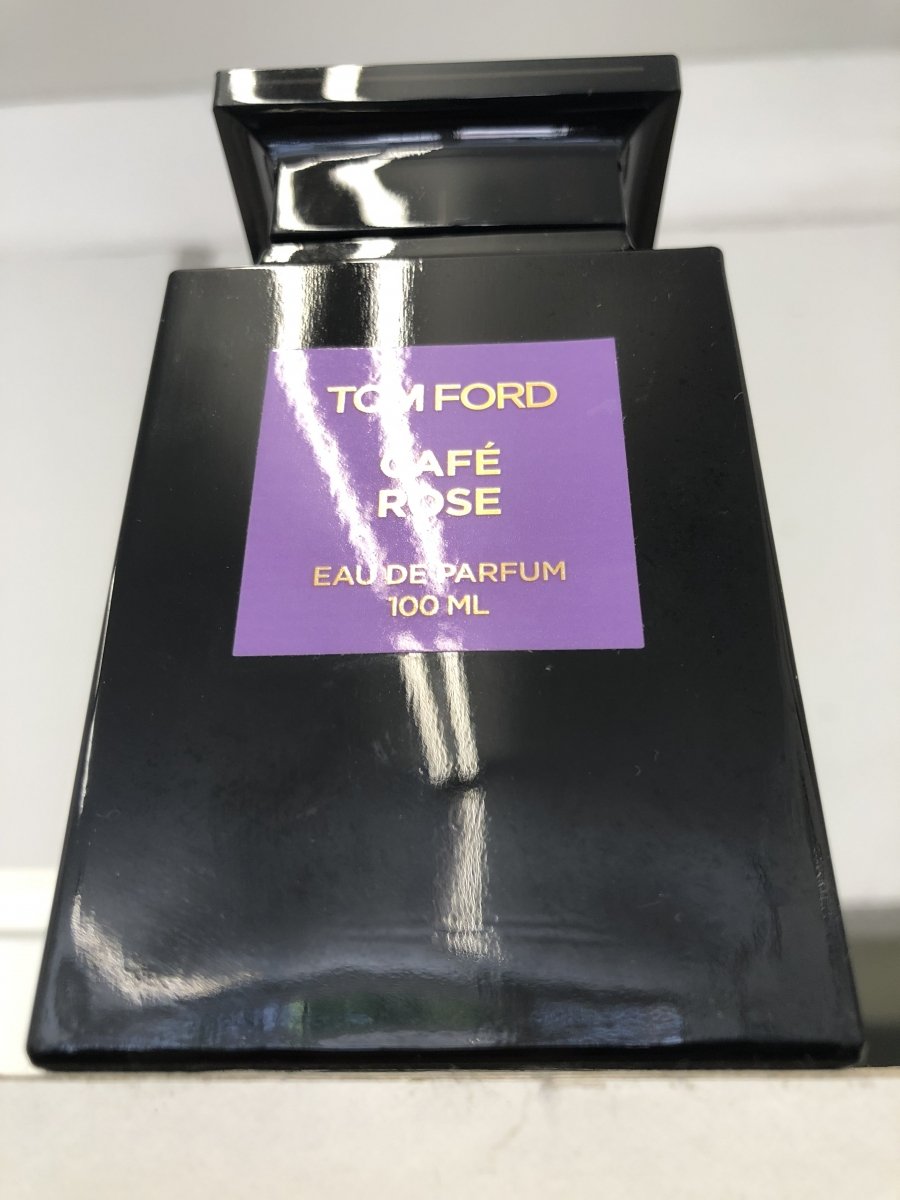 TOM FORD
CAFÉ
ROSE
EAU DE PARFUM
100 ML